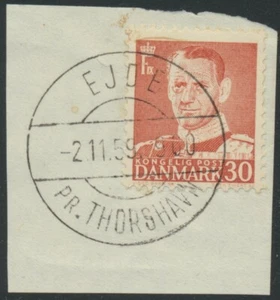 EJDE
-2.11.59
PR. THORSHAVN
KONGELIG POST
DANMARK 30